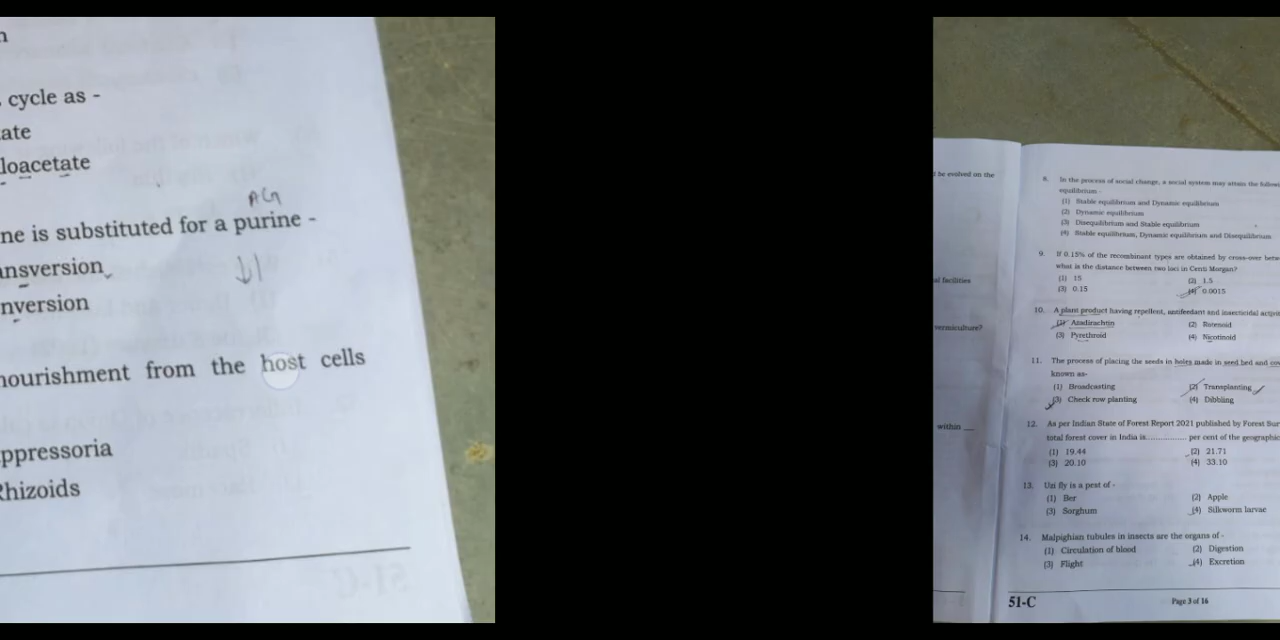 n
cycle as -
ate
loacetate
AG
ne is substituted for a purine -
ansversion
nversion
nourishment from the host cells
ppressoria
Rhizoids
t be evolved on the
al facilities
vermiculture?
within
8. In the process of social change, a social system may attain the followi
equilibrium -
(1) Stable equilibrium and Dynamic equilibrium
(2) Dynamic equilibrium
(3) Disequilibrium and Stable equilibrium
(4) Stable equilibrium, Dynamic equilibrium and Disequilibrium
9. If 0.15% of the recombinant types are obtained by cross-over betw
what is the distance between two loci in Centi Morgan?
(1) 15 (2) 1.5
(3) 0.15 (4) 0.0015
10. A plant product having repellent, antifeedant and insecticidal
(1) Azadirachtin (2) Rotenoid
(3) Pyrethroid (4) Nicotinoid
11. The process of placing the seeds in holes made in seed bed and cov
known as-
(1) Broadcasting (2) Transplanting
(3) Check row planting (4) Dibbling
12. As per Indian State of Forest Report 2021 published by Forest Sur
total forest cover in India is............... per cent of the geographic
(1) 19.44 (2) 21.71
(3) 20.10 (4) 33.10
13. Uzi fly is a pest of -
(1) Ber (2) Apple
(3) Sorghum (4) Silkworm larvae
14. Malpighian tubules in insects are the organs of -
(1) Circulation of blood (2) Digestion
(3) Flight (4) Excretion
51-C Page 3 of 16